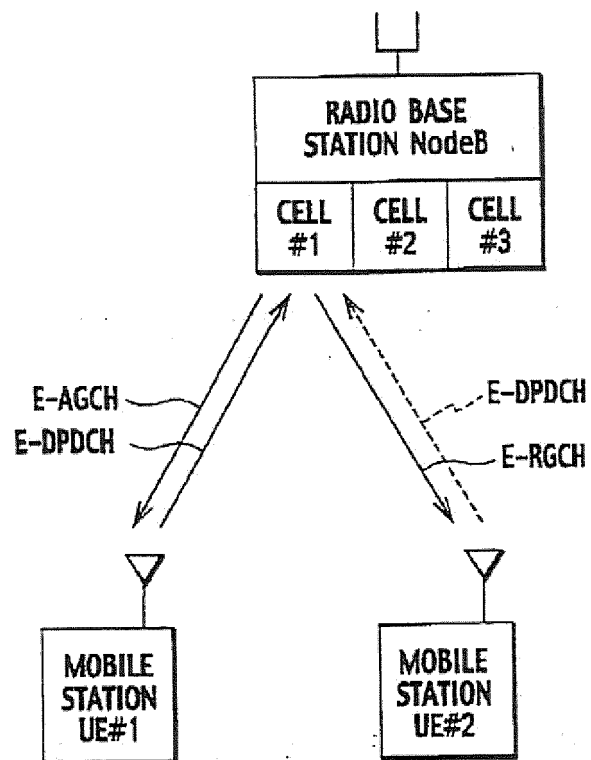 RADIO BASE
STATION NodeB
CELL
#1
CELL
#2
CELL
#3
E-AGCH
E-DPDCH
E-DPDCH
E-RGCH
MOBILE
STATION
UE#1
MOBILE
STATION
UE#2